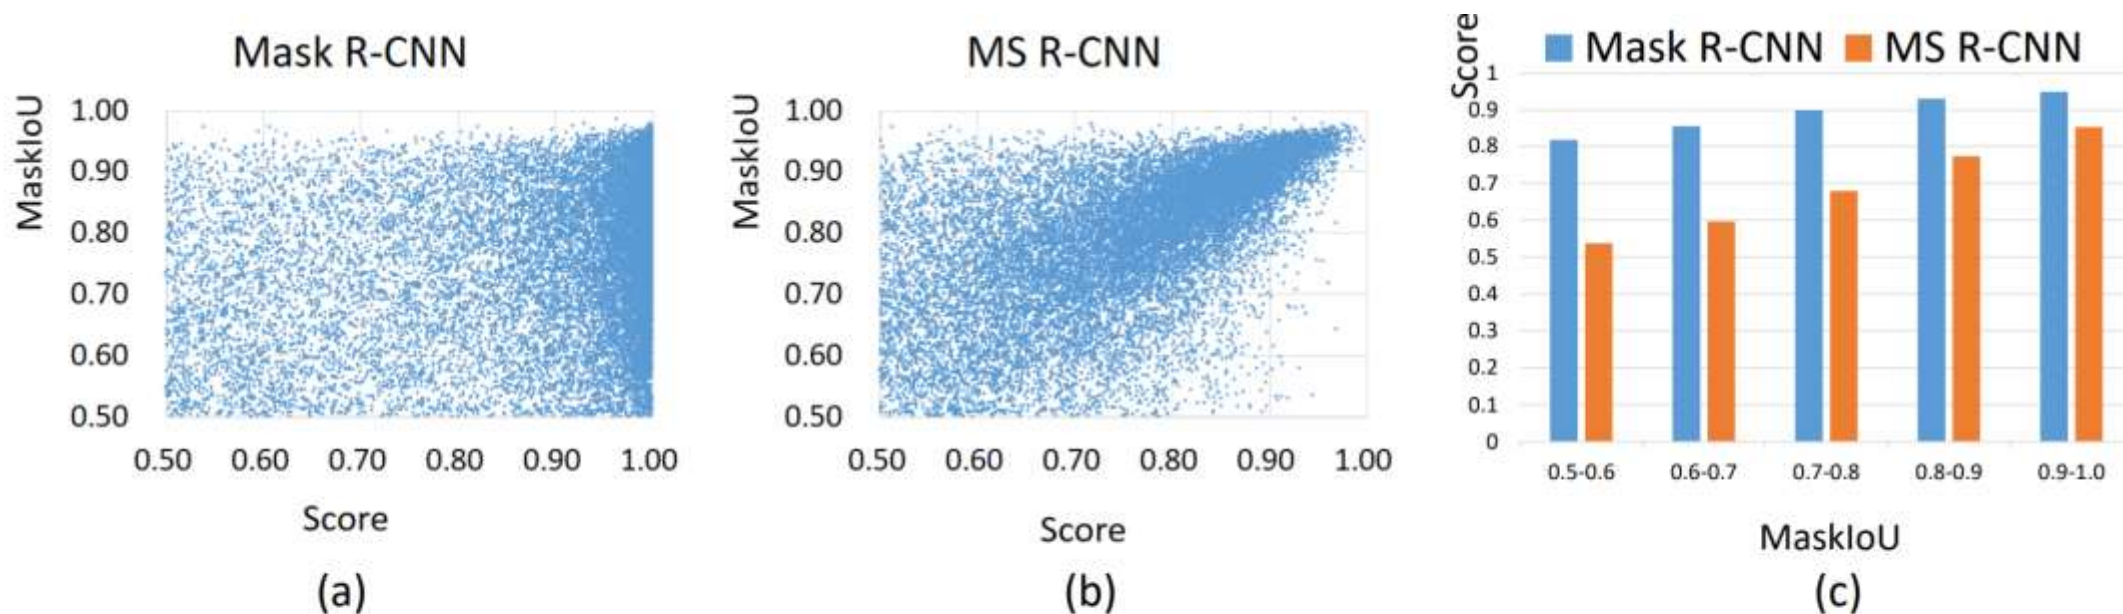 Mask R-CNN
MaskIoU
1.00
0.90
0.80
0.70
0.60
0.50
0.50 0.60 0.70 0.80 0.90 1.00
Score
(a)
MS R-CNN
MaskIoU
1.00
0.90
0.80
0.70
0.60
0.50
0.50 0.60 0.70 0.80 0.90 1.00
Score
(b)
Mask R-CNN MS R-CNN
Score
1
0.9
0.8
0.7
0.6
0.5
0.4
0.3
0.2
0.1
0
0.5-0.6 0.6-0.7 0.7-0.8 0.8-0.9 0.9-1.0
MaskIoU
(c)